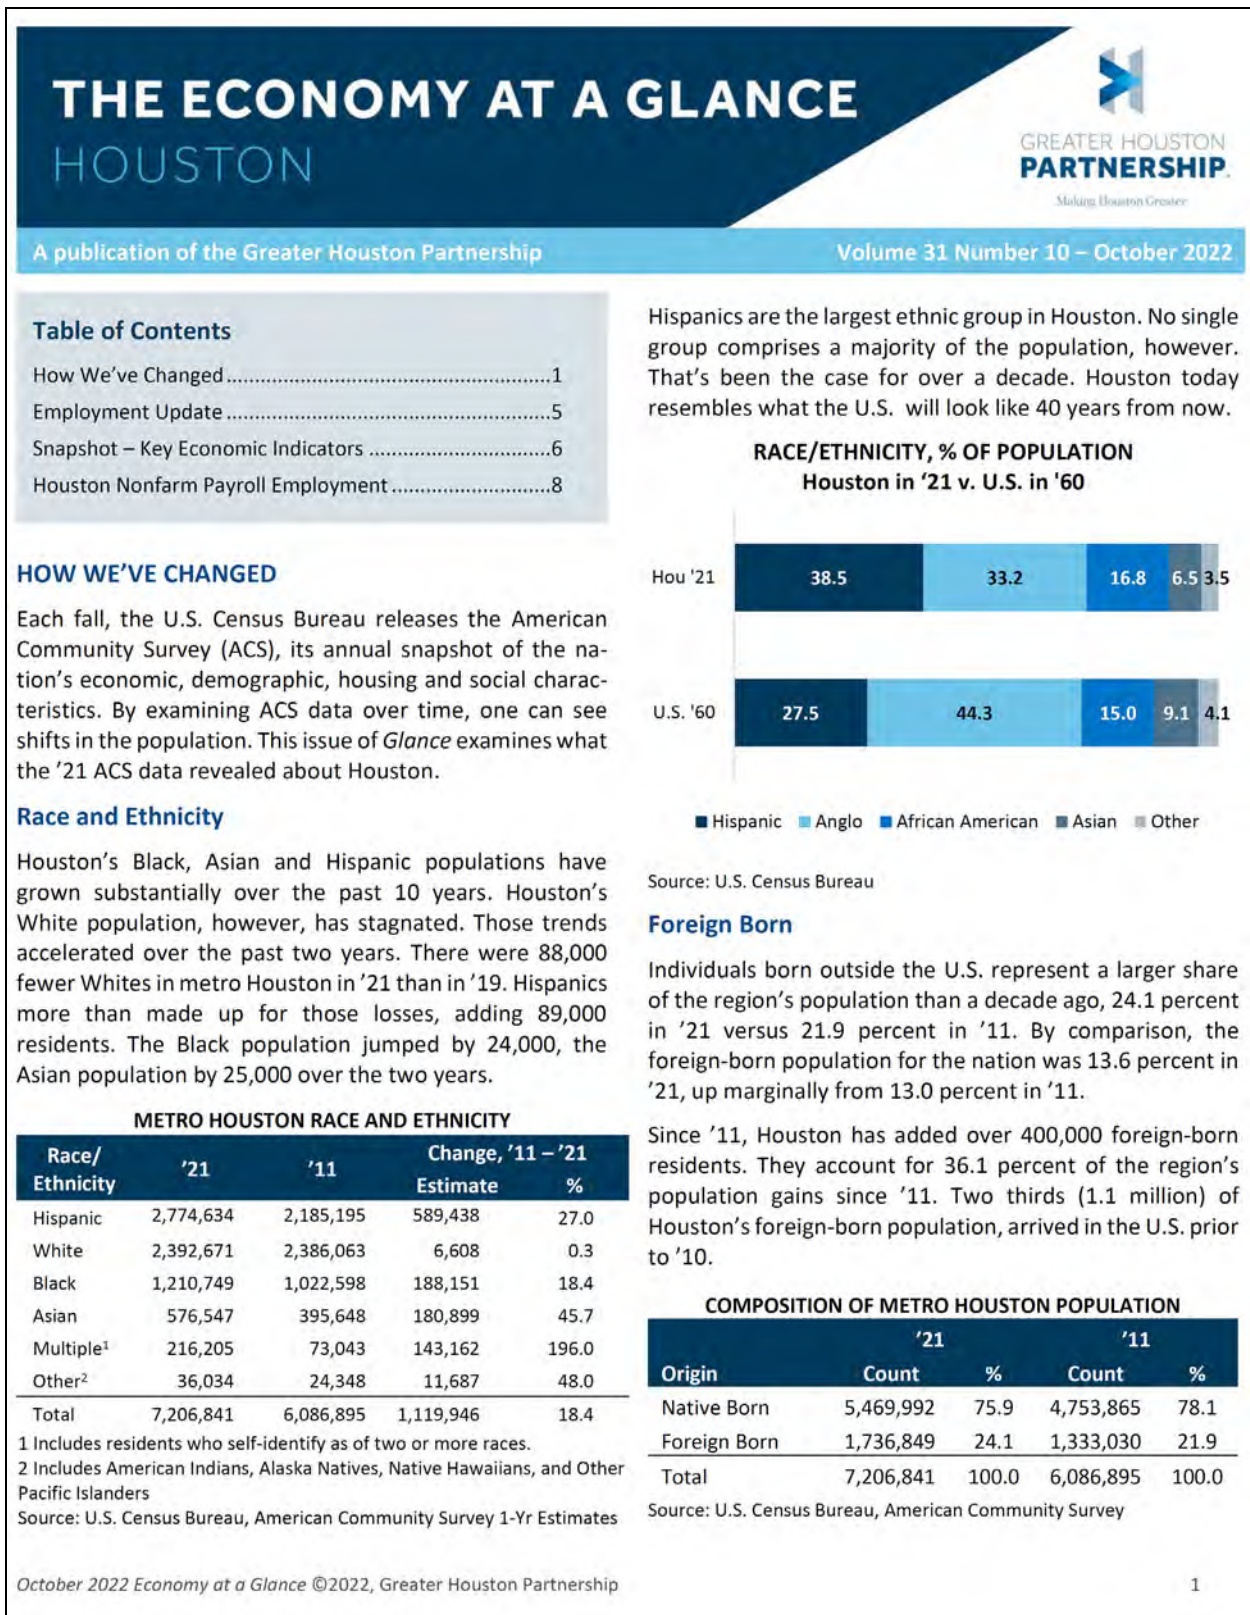 THE ECONOMY AT A GLANCE
HOUSTON
GREATER HOUSTON
PARTNERSHIP.
Making Houston Greater
A publication of the Greater Houston Partnership
Volume 31 Number 10 – October 2022
Table of Contents
How We've Changed.........................................................1
Employment Update.........................................................5
Snapshot – Key Economic Indicators ................................6
Houston Nonfarm Payroll Employment............................8
HOW WE'VE CHANGED
Each fall, the U.S. Census Bureau releases the American
Community Survey (ACS), its annual snapshot of the na-
tion's economic, demographic, housing and social charac-
teristics. By examining ACS data over time, one can see
shifts in the population. This issue of Glance examines what
the '21 ACS data revealed about Houston.
Race and Ethnicity
Houston's Black, Asian and Hispanic populations have
grown substantially over the past 10 years. Houston's
White population, however, has stagnated. Those trends
accelerated over the past two years. There were 88,000
fewer Whites in metro Houston in '21 than in '19. Hispanics
more than made up for those losses, adding 89,000
residents. The Black population jumped by 24,000, the
Asian population by 25,000 over the two years.
METRO HOUSTON RACE AND ETHNICITY
Race/ Ethnicity '21 '11 Change, '11 – '21
Estimate %
Hispanic 2,774,634 2,185,195 589,438 27.0
White 2,392,671 2,386,063 6,608 0.3
Black 1,210,749 1,022,598 188,151 18.4
Asian 576,547 395,648 180,899 45.7
Multiple1 216,205 73,043 143,162 196.0
Other2 36,034 24,348 11,687 48.0
Total 7,206,841 6,086,895 1,119,946 18.4
1 Includes residents who self-identify as of two or more races.
2 Includes American Indians, Alaska Natives, Native Hawaiians, and Other
Pacific Islanders
Source: U.S. Census Bureau, American Community Survey 1-Yr Estimates
Hispanics are the largest ethnic group in Houston. No single
group comprises a majority of the population, however.
That's been the case for over a decade. Houston today
resembles what the U.S. will look like 40 years from now.
RACE/ETHNICITY, % OF POPULATION
Houston in '21 v. U.S. in '60
Hou '21 38.5 33.2 16.8 6.5 3.5
U.S. '60 27.5 44.3 15.0 9.1 4.1
Hispanic Anglo African American Asian Other
Source: U.S. Census Bureau
Foreign Born
Individuals born outside the U.S. represent a larger share
of the region's population than a decade ago, 24.1 percent
in '21 versus 21.9 percent in '11. By comparison, the
foreign-born population for the nation was 13.6 percent in
'21, up marginally from 13.0 percent in '11.
Since '11, Houston has added over 400,000 foreign-born
residents. They account for 36.1 percent of the region's
population gains since '11. Two thirds (1.1 million) of
Houston's foreign-born population, arrived in the U.S. prior
to '10.
COMPOSITION OF METRO HOUSTON POPULATION
'21 '11
Origin Count % Count %
Native Born 5,469,992 75.9 4,753,865 78.1
Foreign Born 1,736,849 24.1 1,333,030 21.9
Total 7,206,841 100.0 6,086,895 100.0
Source: U.S. Census Bureau, American Community Survey
October 2022 Economy at a Glance ©2022, Greater Houston Partnership
1